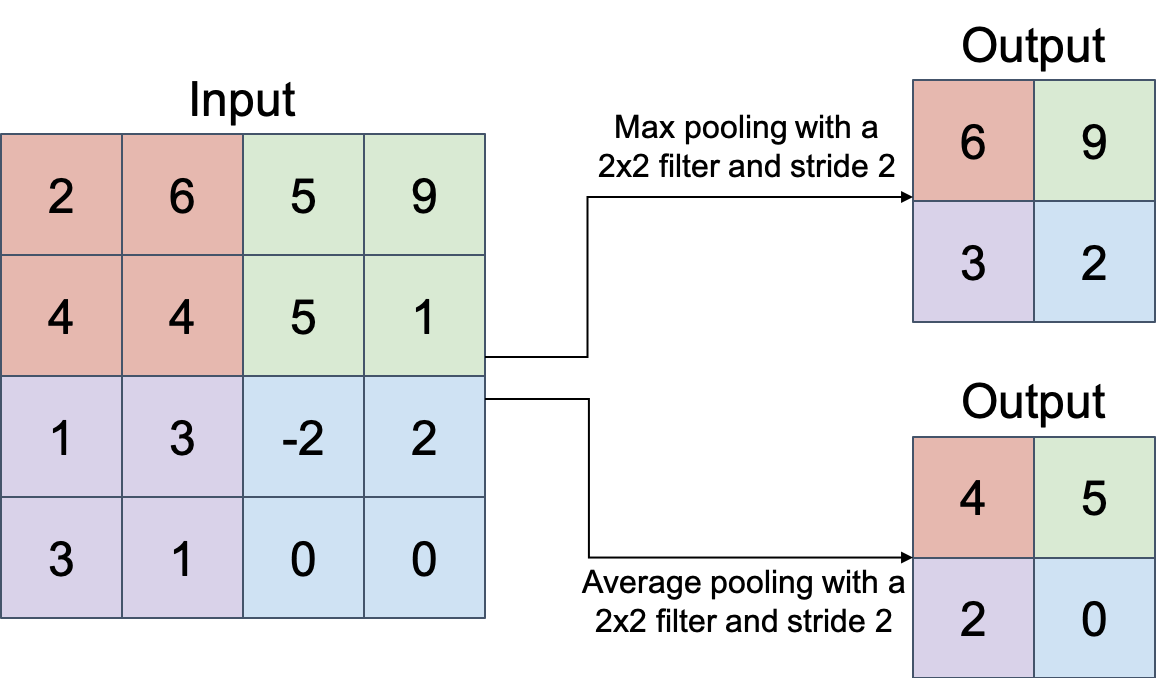 Input
2 6 5 9
4 4 5 1
1 3 -2 2
3 1 0 0
Max pooling with a
2x2 filter and stride 2
Output
6 9
3 2
Average pooling with a
2x2 filter and stride 2
Output
4 5
2 0